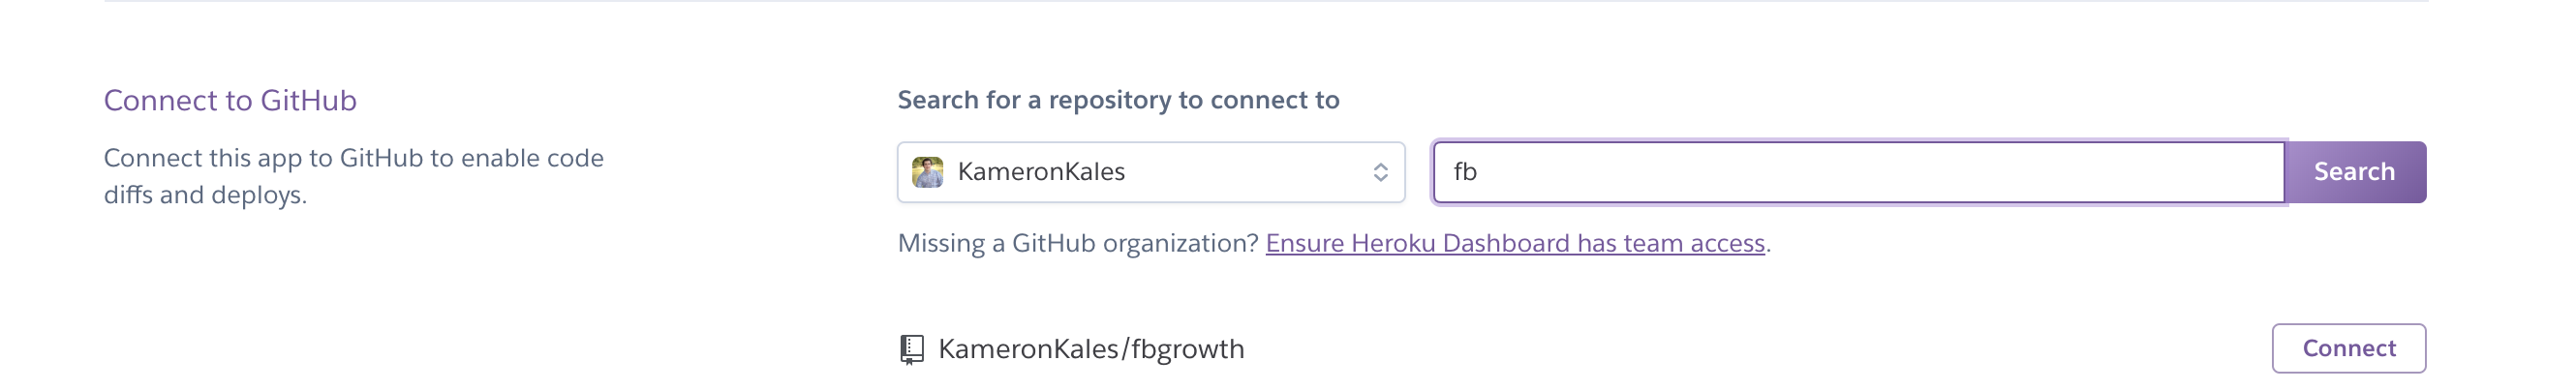 Connect to GitHub
Connect this app to GitHub to enable code
diffs and deploys.
Search for a repository to connect to
KameronKales
fb
Search
Missing a GitHub organization? Ensure Heroku Dashboard has team access.
KameronKales/fbgrowth
Connect